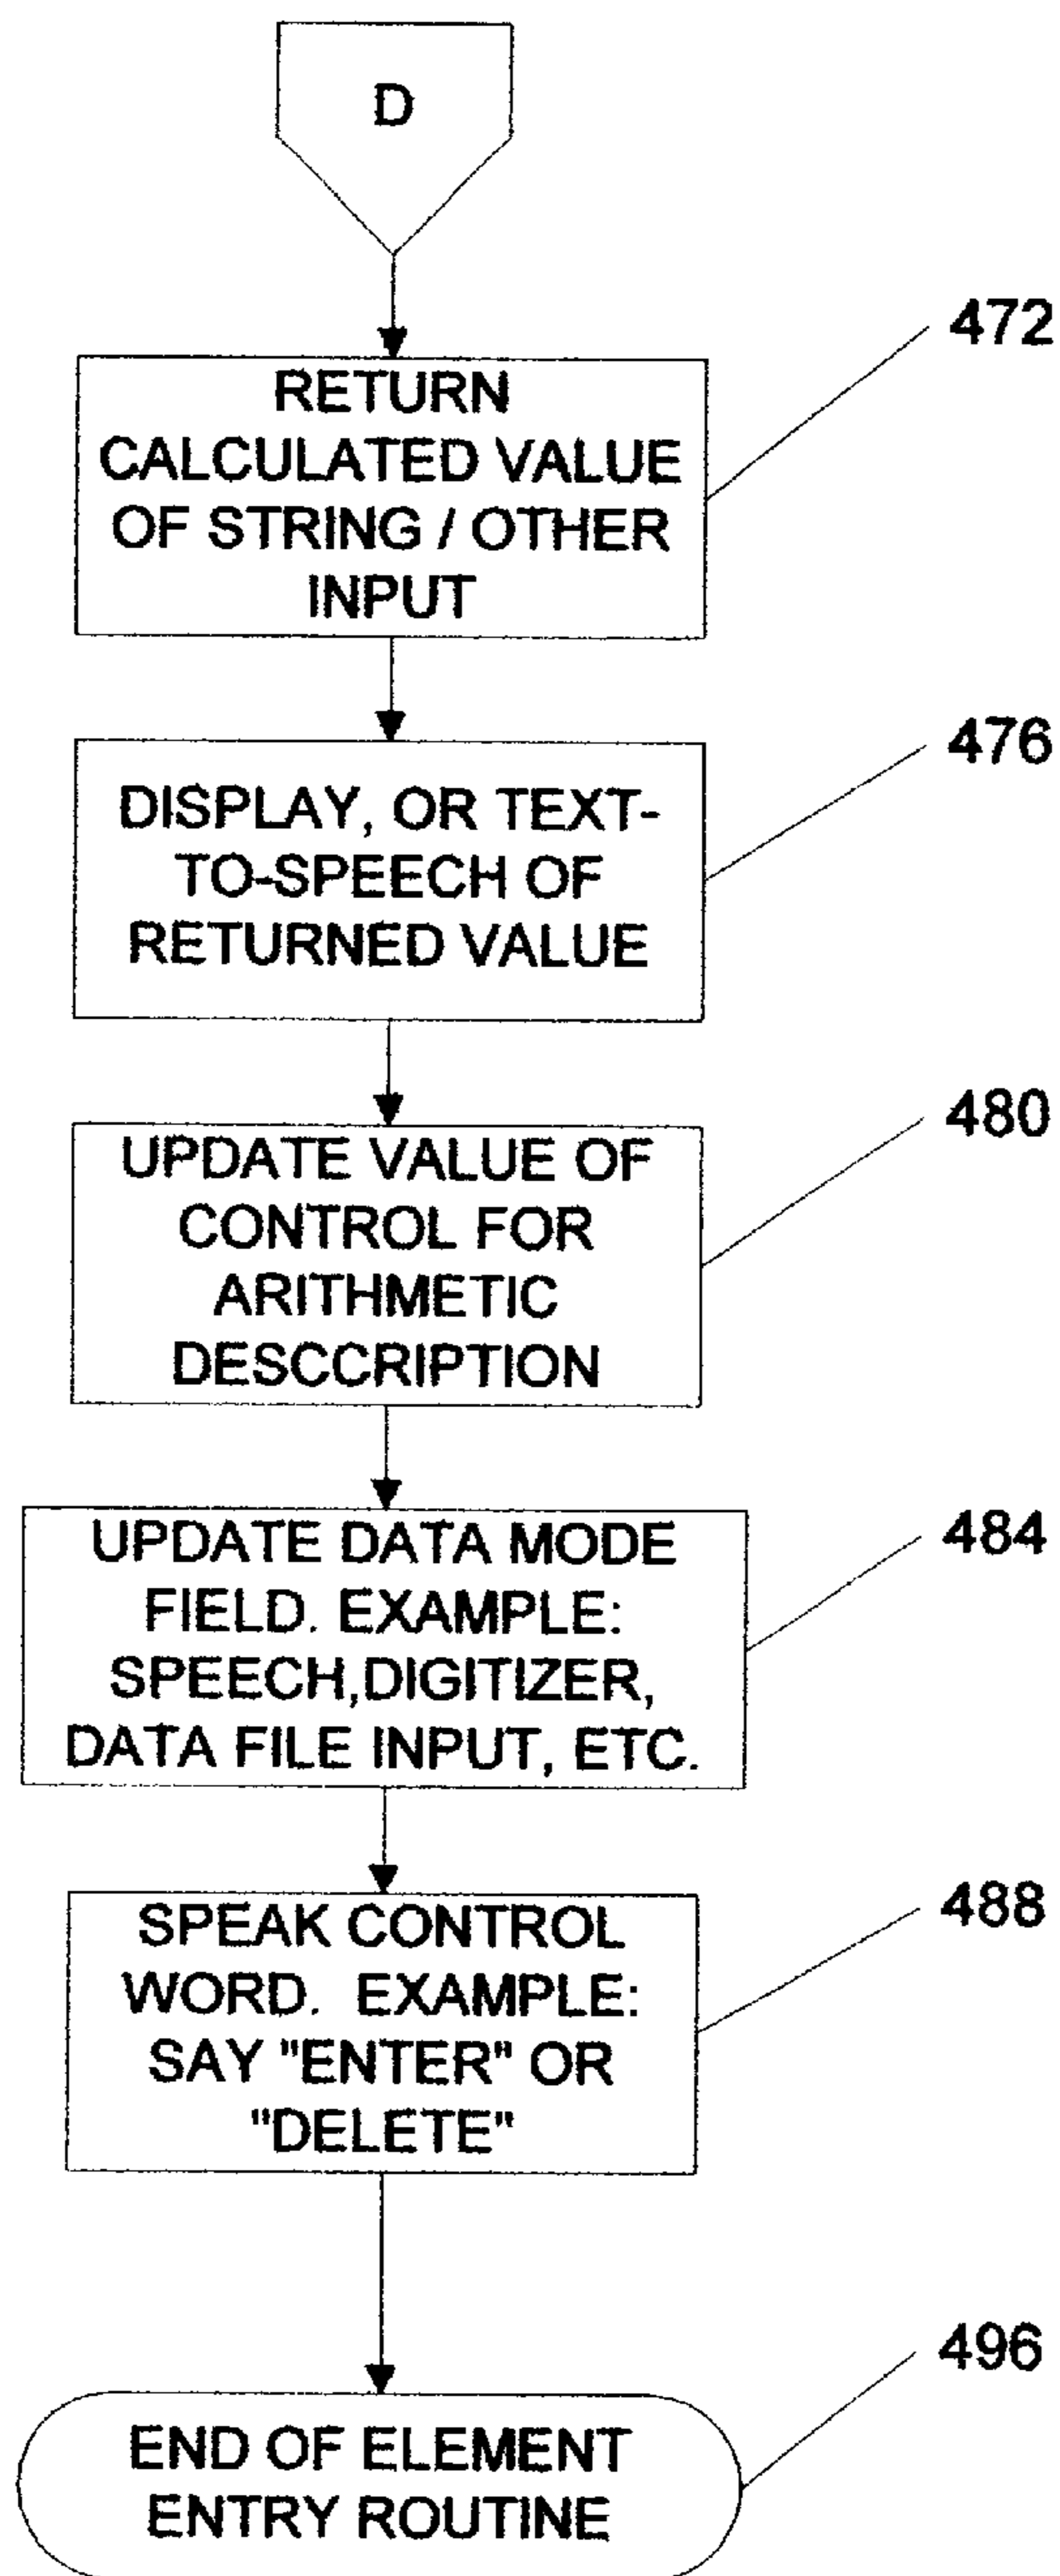 D
472
RETURN
CALCULATED VALUE
OF STRING / OTHER
INPUT
476
DISPLAY, OR TEXT-
TO-SPEECH OF
RETURNED VALUE
480
UPDATE VALUE OF
CONTROL FOR
ARITHMETIC
DESCCRIPTION
484
UPDATE DATA MODE
FIELD. EXAMPLE:
SPEECH,DIGITIZER,
DATA FILE INPUT, ETC.
488
SPEAK CONTROL
WORD.  EXAMPLE:
SAY "ENTER" OR
"DELETE"
496
END OF ELEMENT
ENTRY ROUTINE